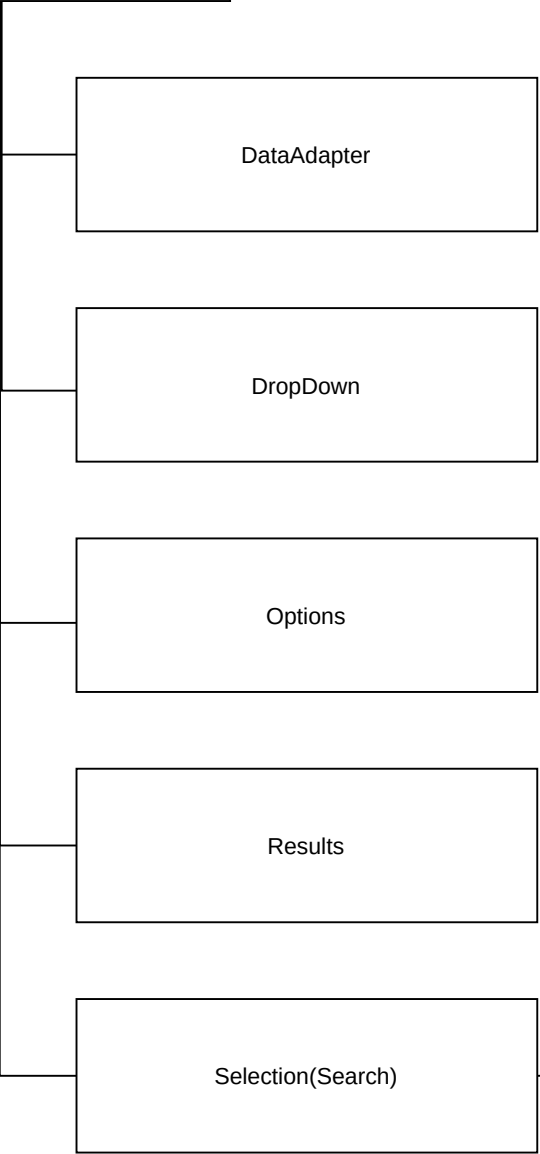 DataAdapter
DropDown
Options
Results
Selection(Search)